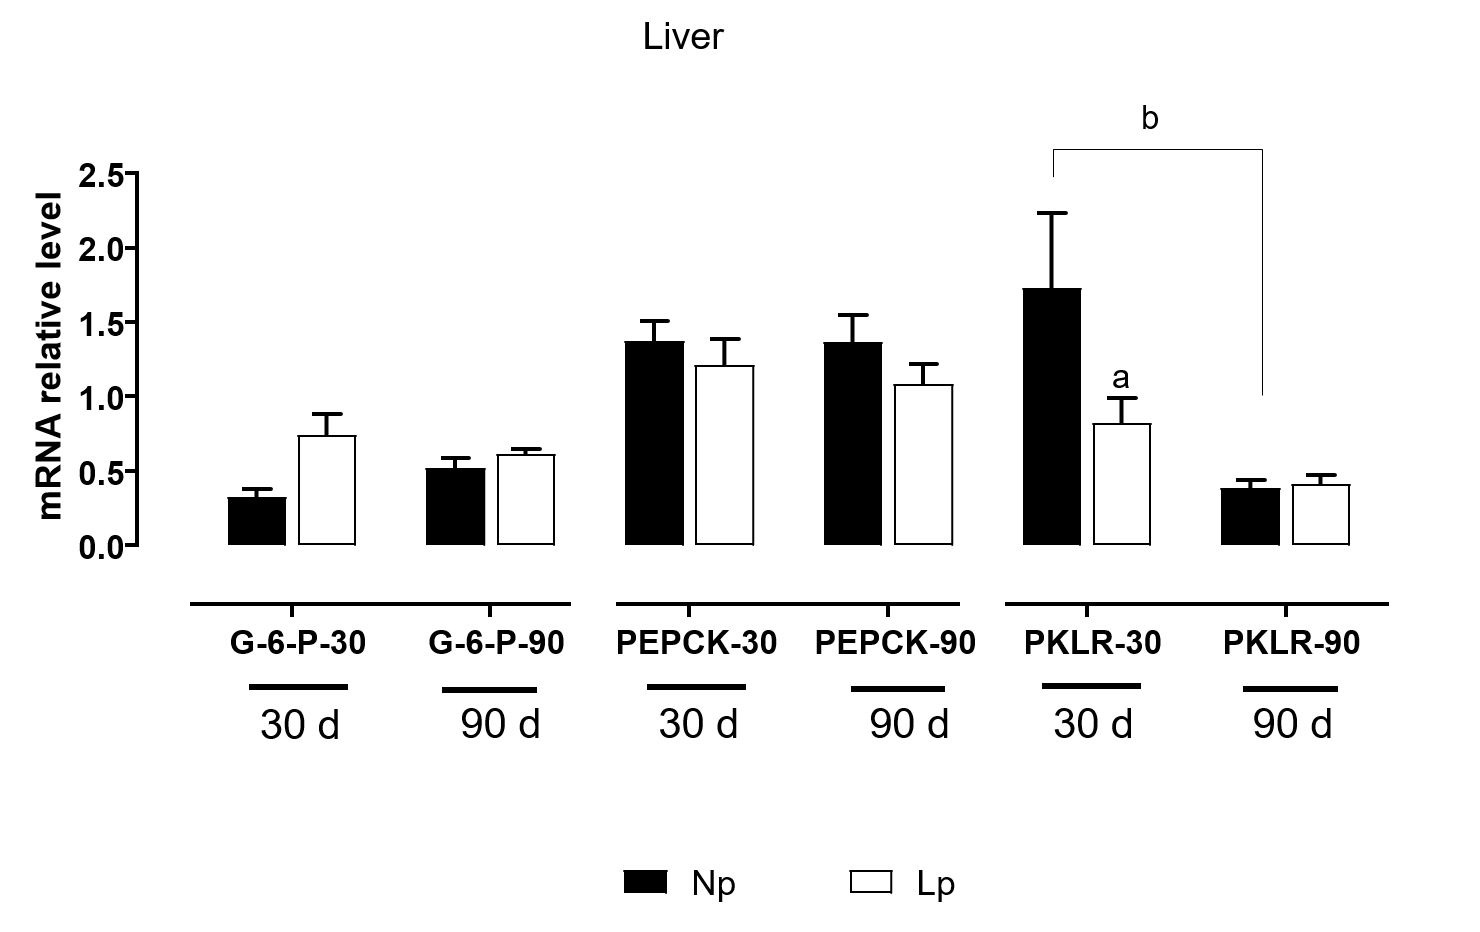 Liver
b
2.5
2.0
1.5
1.0
0.5
0.0
mRNA relative level
a
G-6-P-30 G-6-P-90 PEPCK-30 PEPCK-90 PKLR-30 PKLR-90
30 d 90 d 30 d 90 d 30 d 90 d
Np Lp